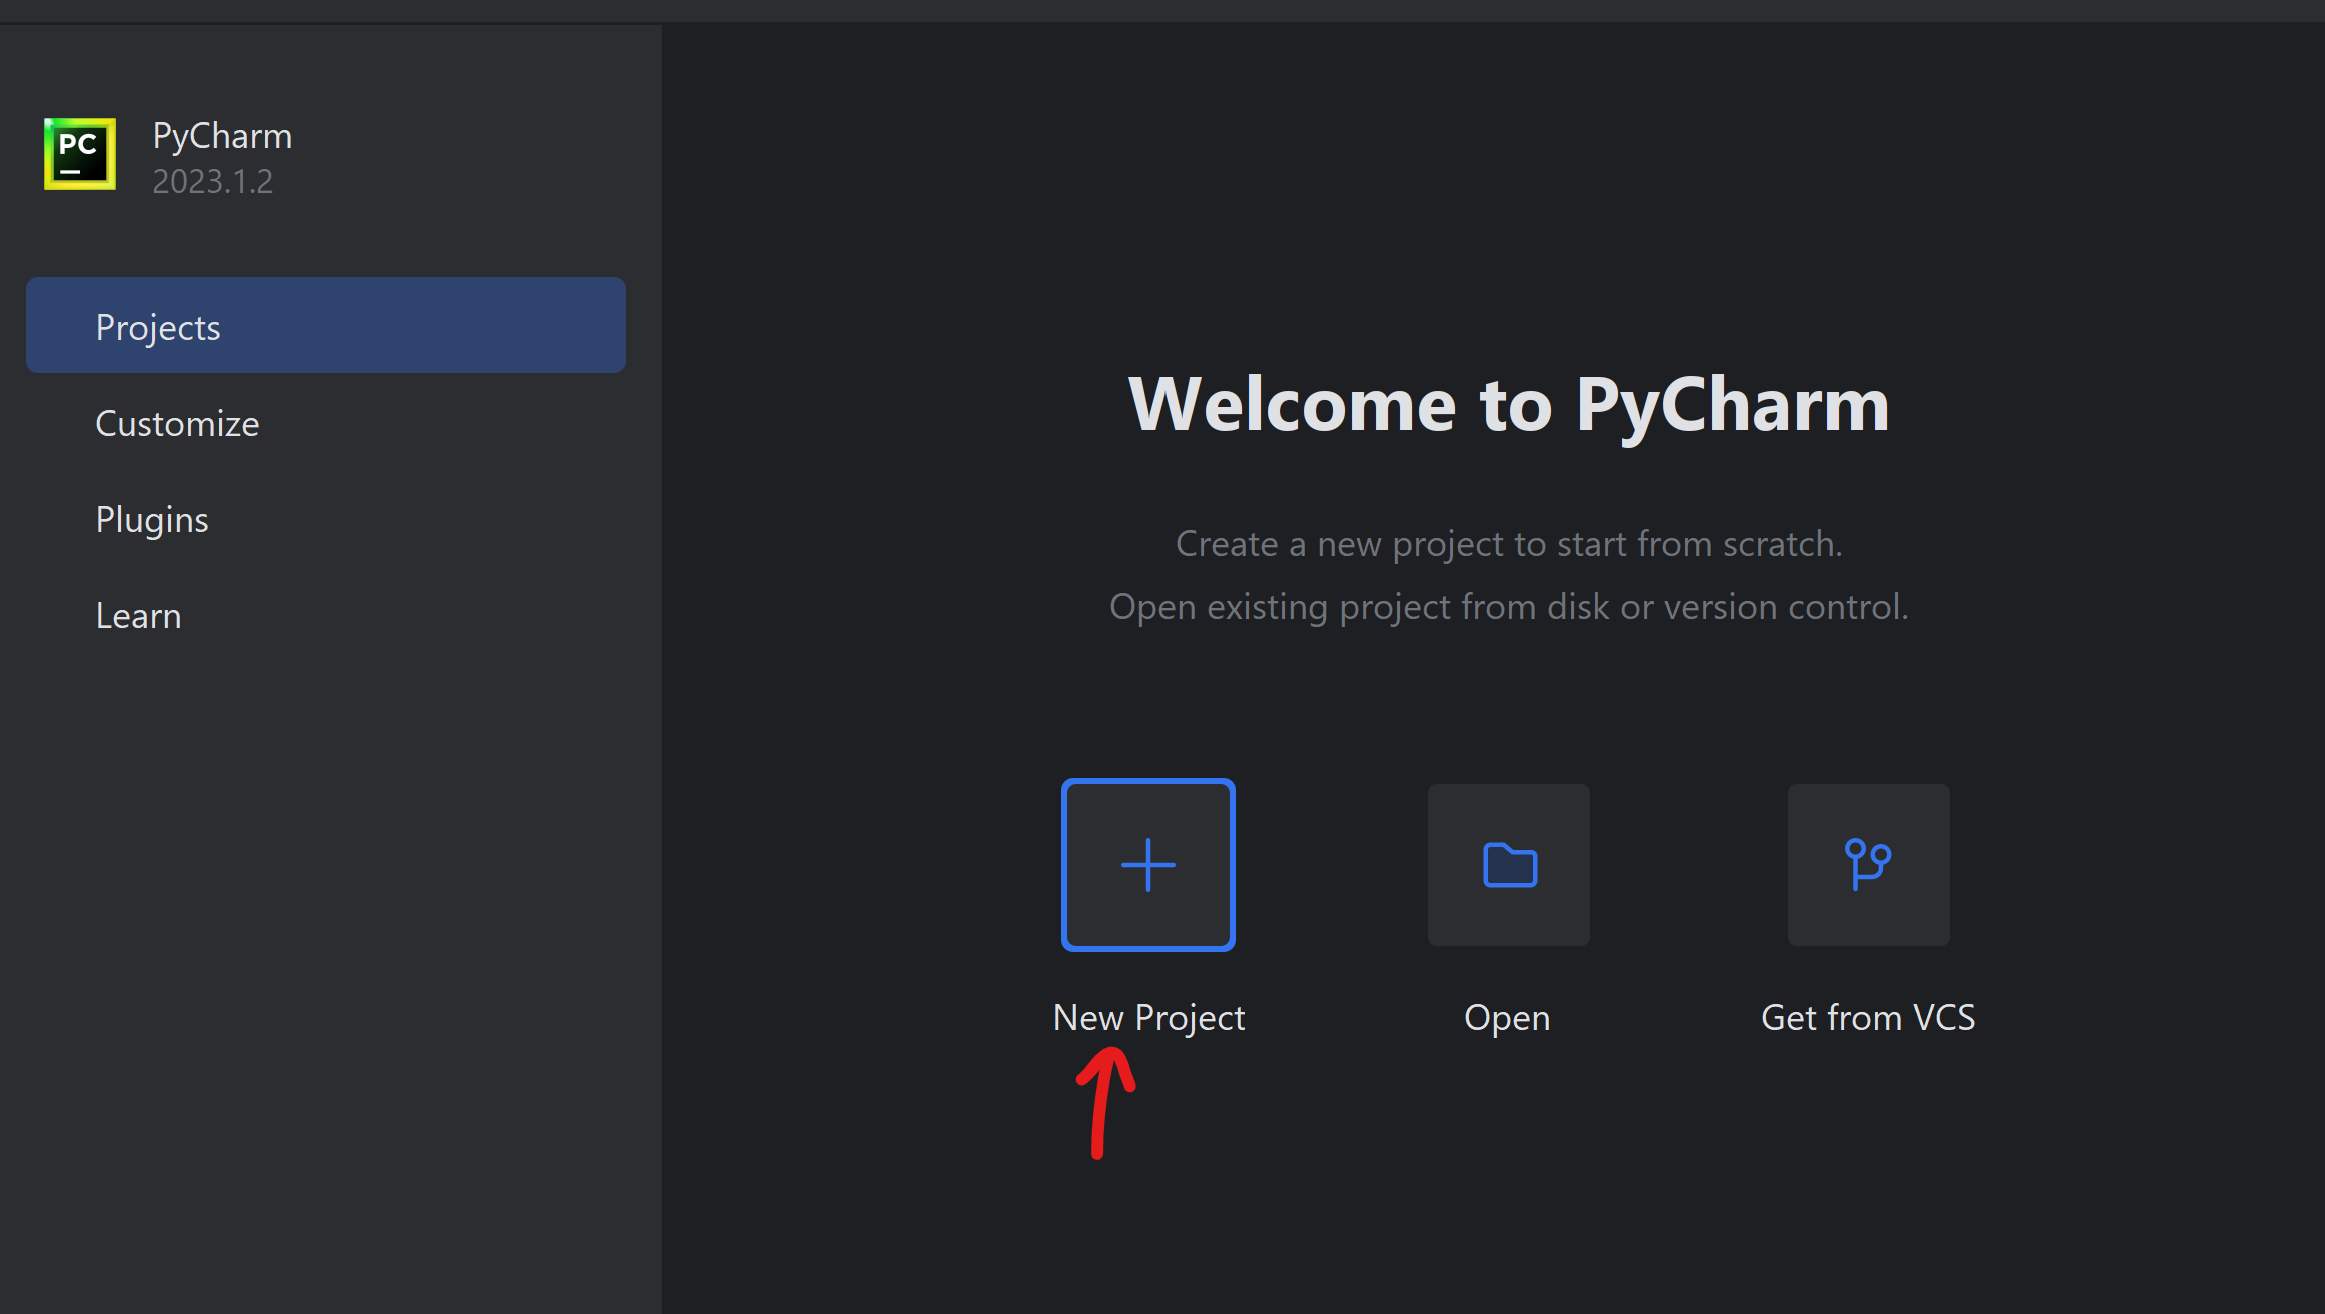 PC
PyCharm
2023.1.2
Projects
Customize
Plugins
Learn
Welcome to PyCharm
Create a new project to start from scratch.
Open existing project from disk or version control.
New Project
Open
Get from VCS